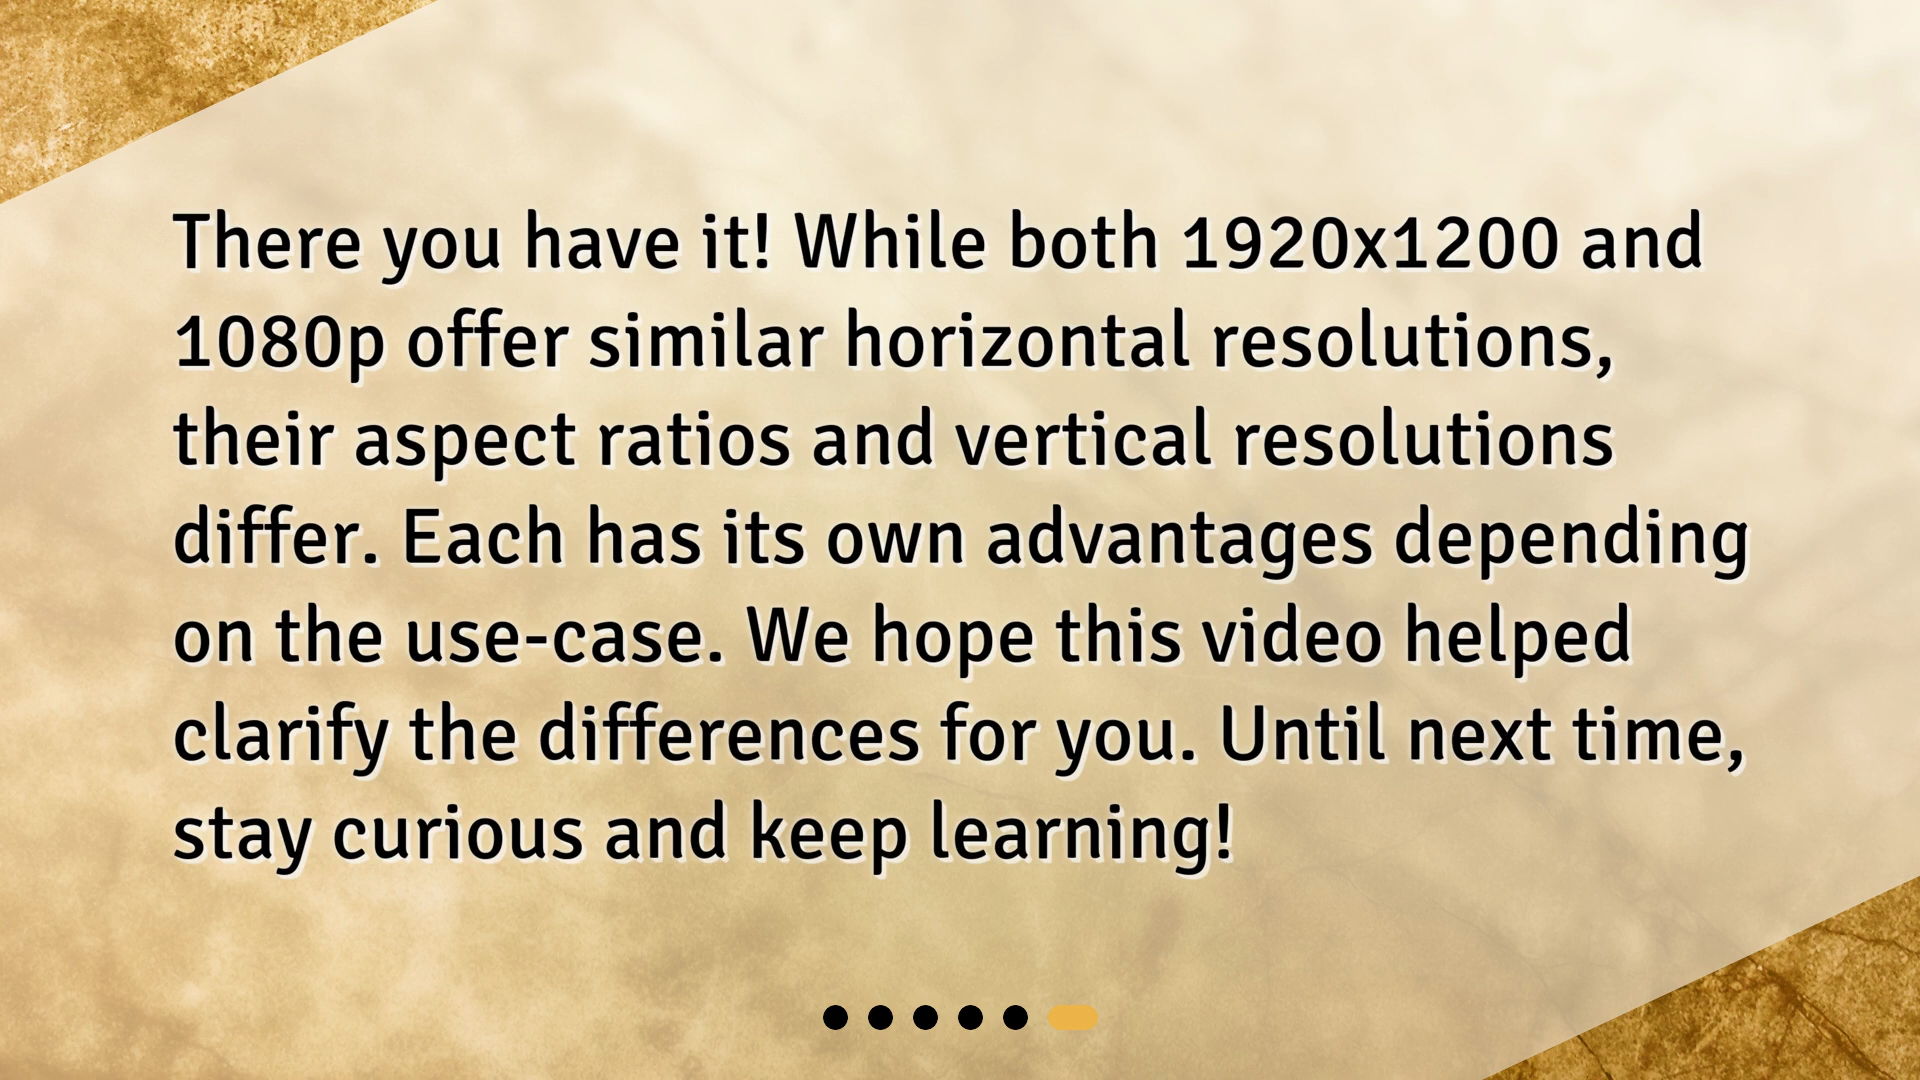 There you have it! While both 1920x1200 and
1080p offer similar horizontal resolutions,
their aspect ratios and vertical resolutions
differ. Each has its own advantages depending
on the use-case. We hope this video helped
clarify the differences for you. Until next time,
stay curious and keep learning!